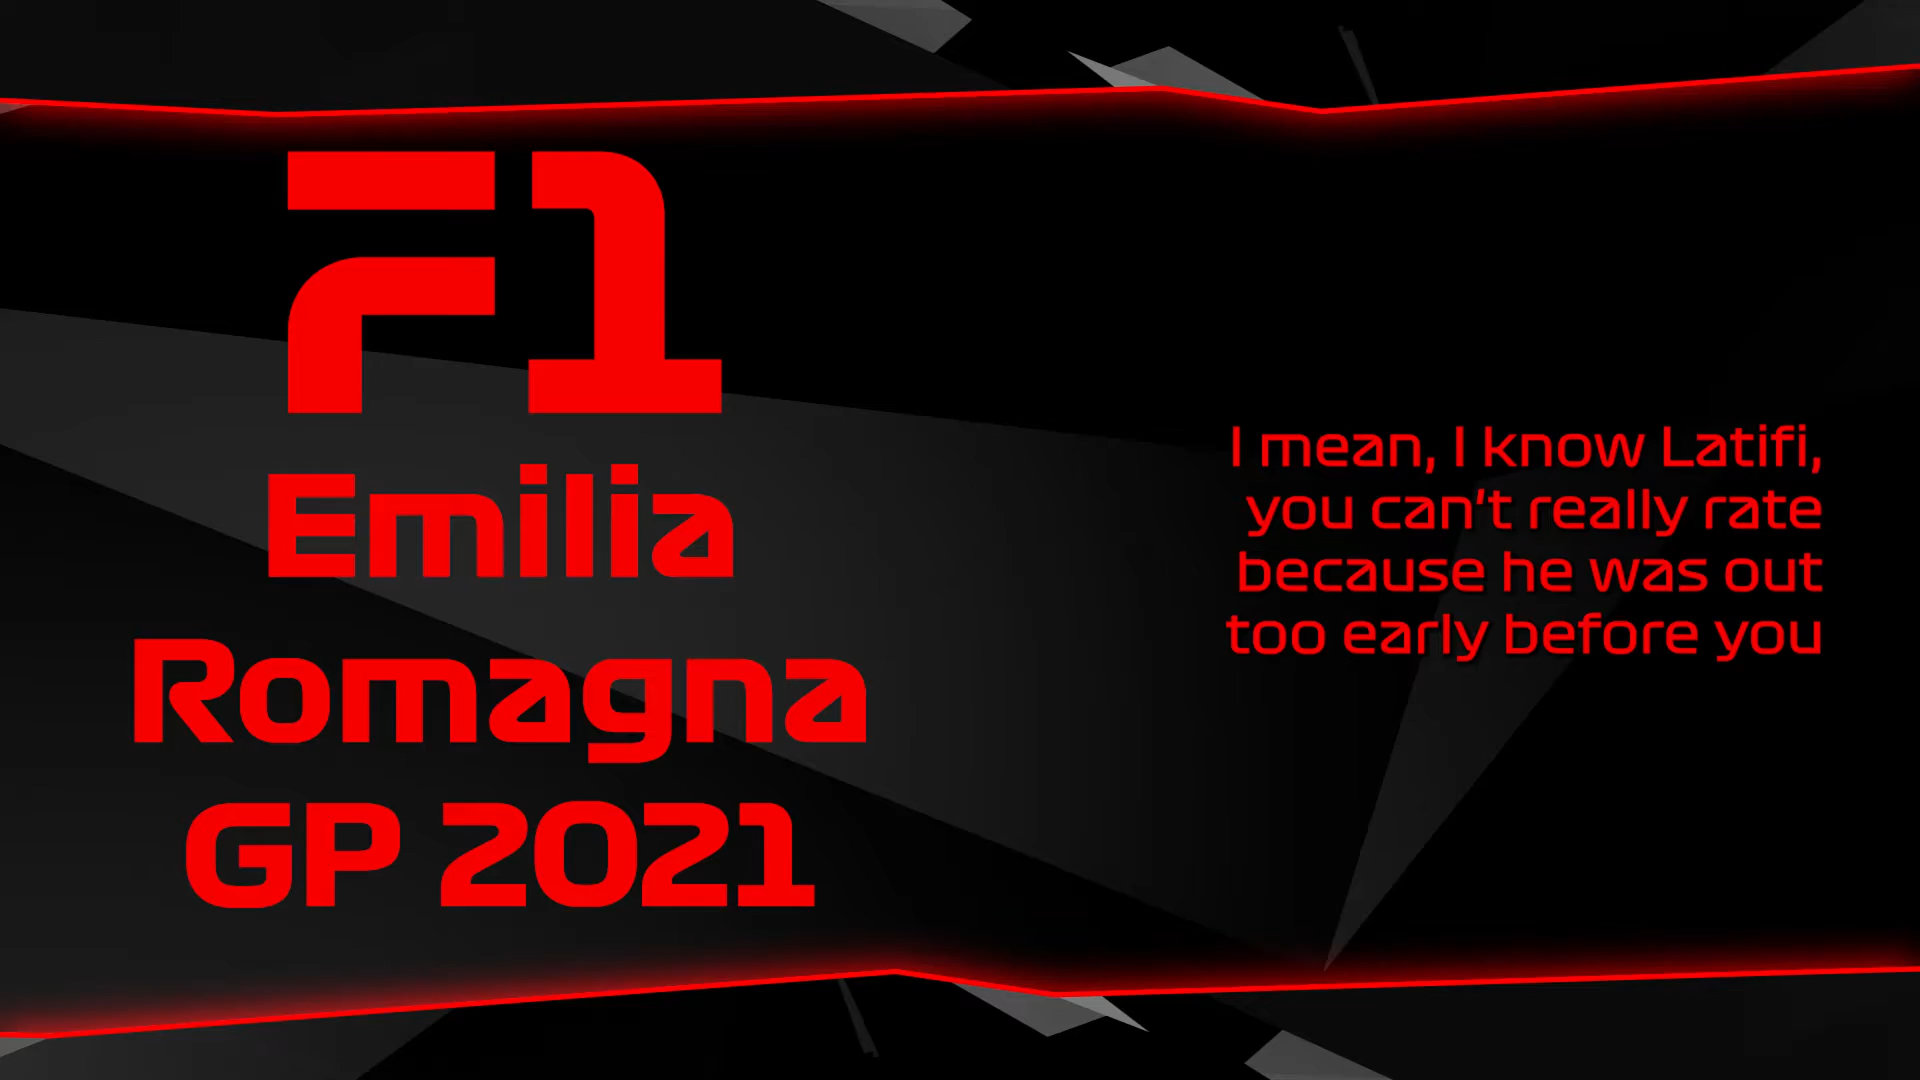 F1
Emilia
Romagna
GP 2021
I mean, I know Latifi,
you can't really rate
because he was out
too early before you